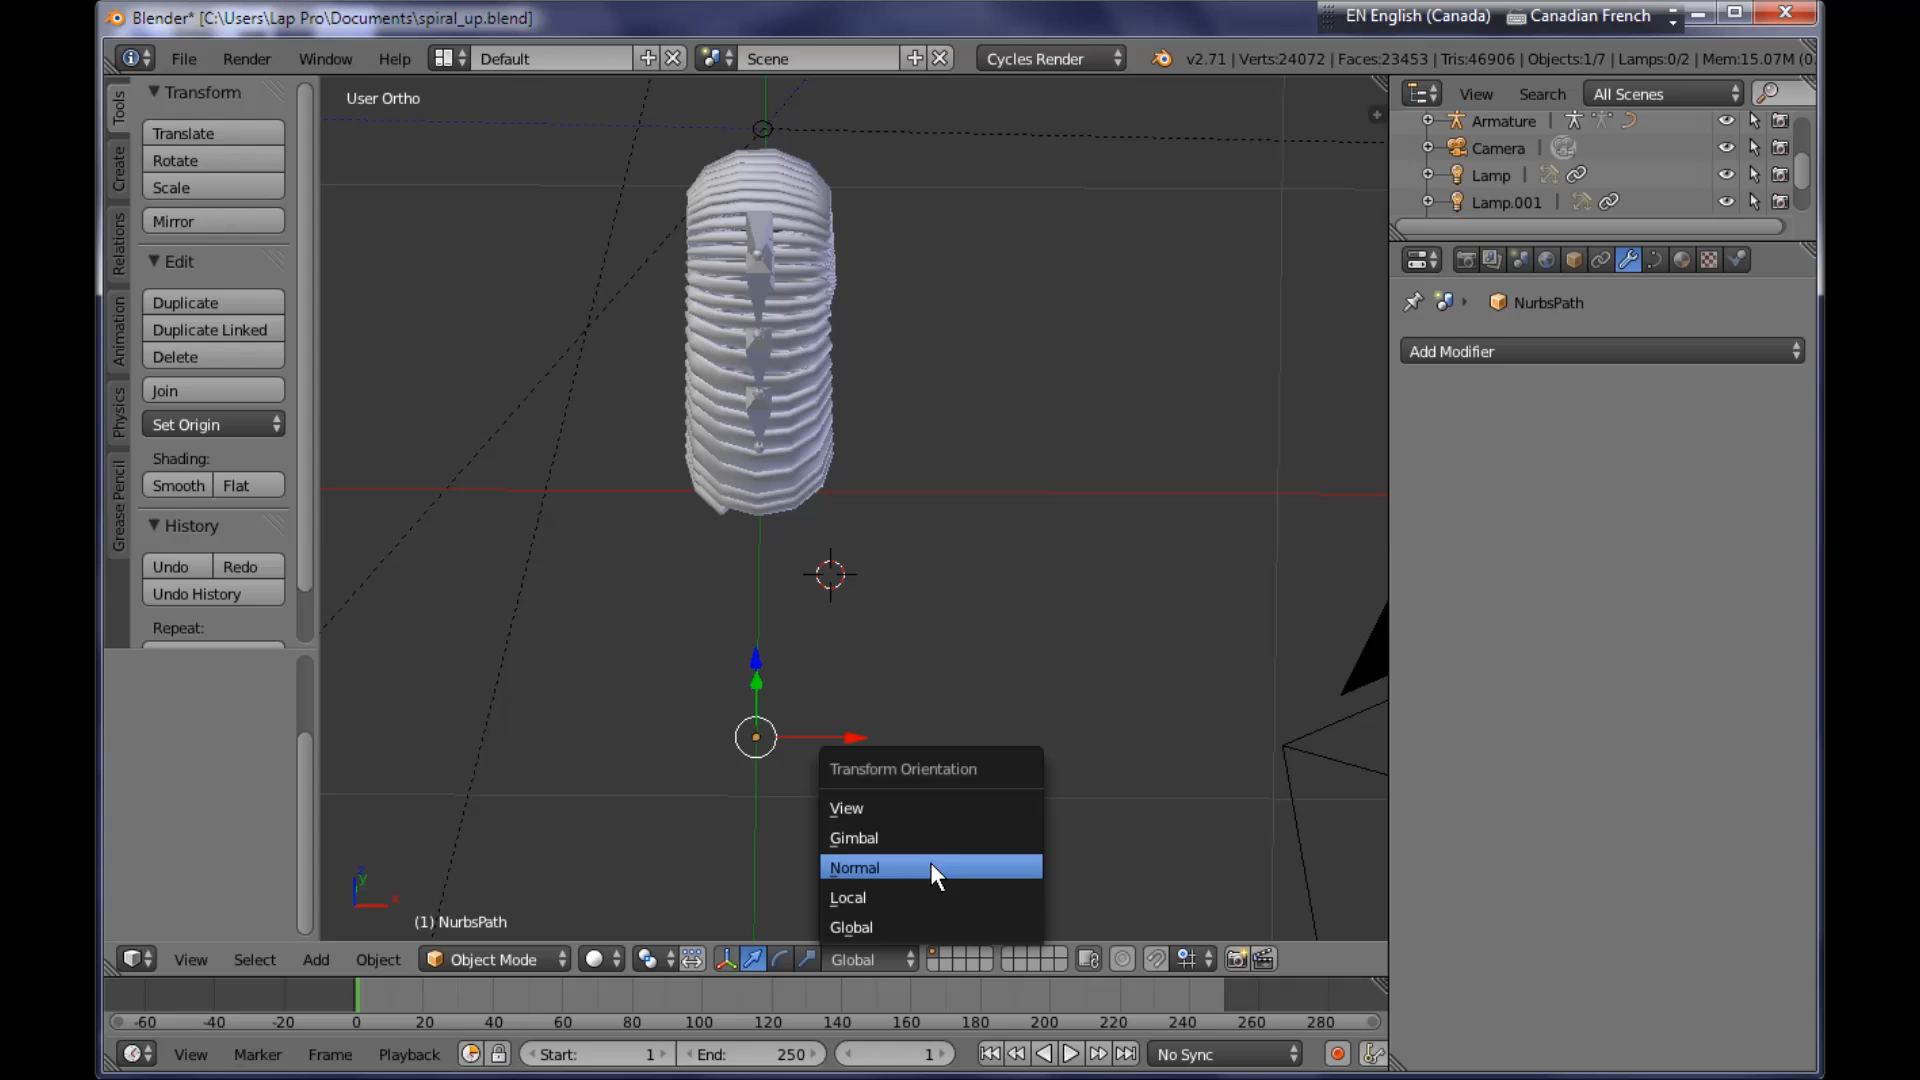 Blender* [C:\Users\Lap Pro\Documents\spiral_up.blend]
EN English (Canada) Canadian French
File Render Window Help Default Scene Cycles Render v2.71 | Verts:24072 | Faces:23453 | Tris:46906 | Objects:1/7 | Lamps:0/2 | Mem:15.07M (0.
Tools
Create
Relations
Animation
Physics
Grease Pencil
Transform
Translate
Rotate
Scale
Mirror
Edit
Duplicate
Duplicate Linked
Delete
Join
Set Origin
Shading:
Smooth Flat
History
Undo Redo
Undo History
Repeat:
User Ortho
Transform Orientation
View
Gimbal
Normal
Local
Global
z
y
x
(1) NurbsPath
View Select Add Object Object Mode Global
View Search All Scenes
Armature
Camera
Lamp
Lamp.001
NurbsPath
Add Modifier
-60 -40 -20 0 20 40 60 80 100 120 140 160 180 200 220 240 260 280
View Marker Frame Playback Start: 1 End: 250 1 No Sync